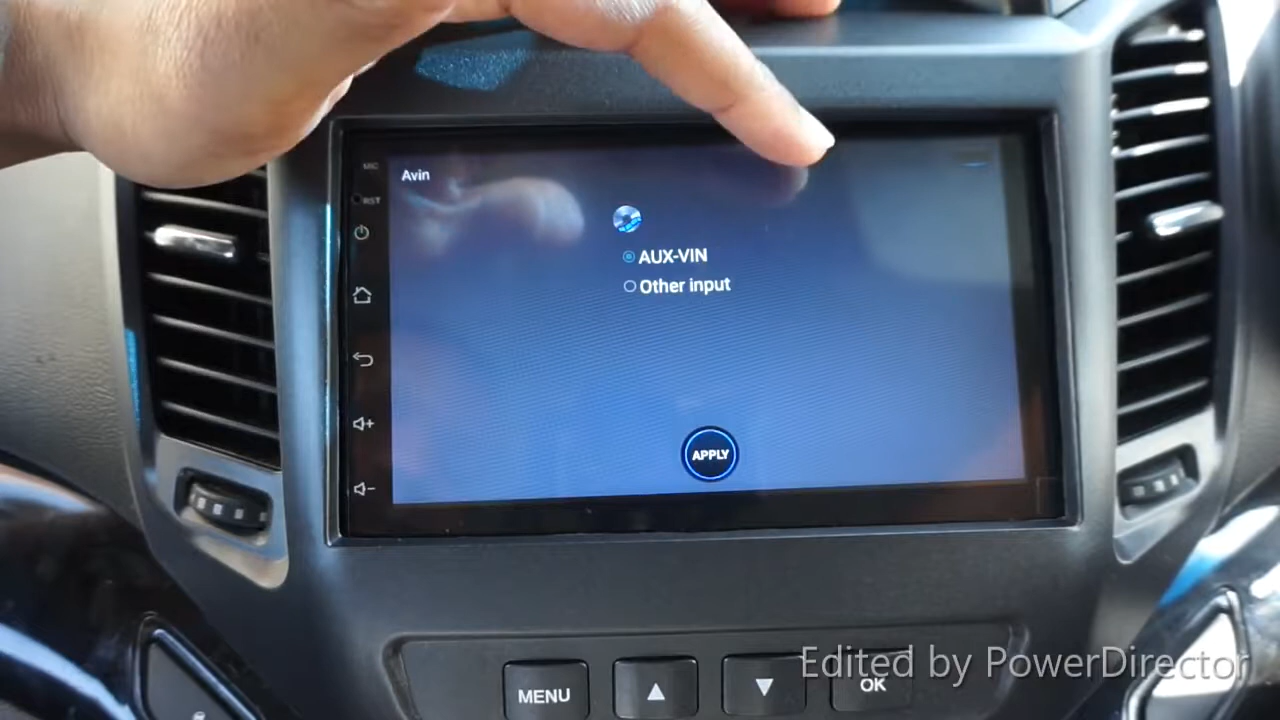 MIC
RST
Avin
AUX-VIN
Other input
APPLY
MENU
OK
Edited by PowerDirector